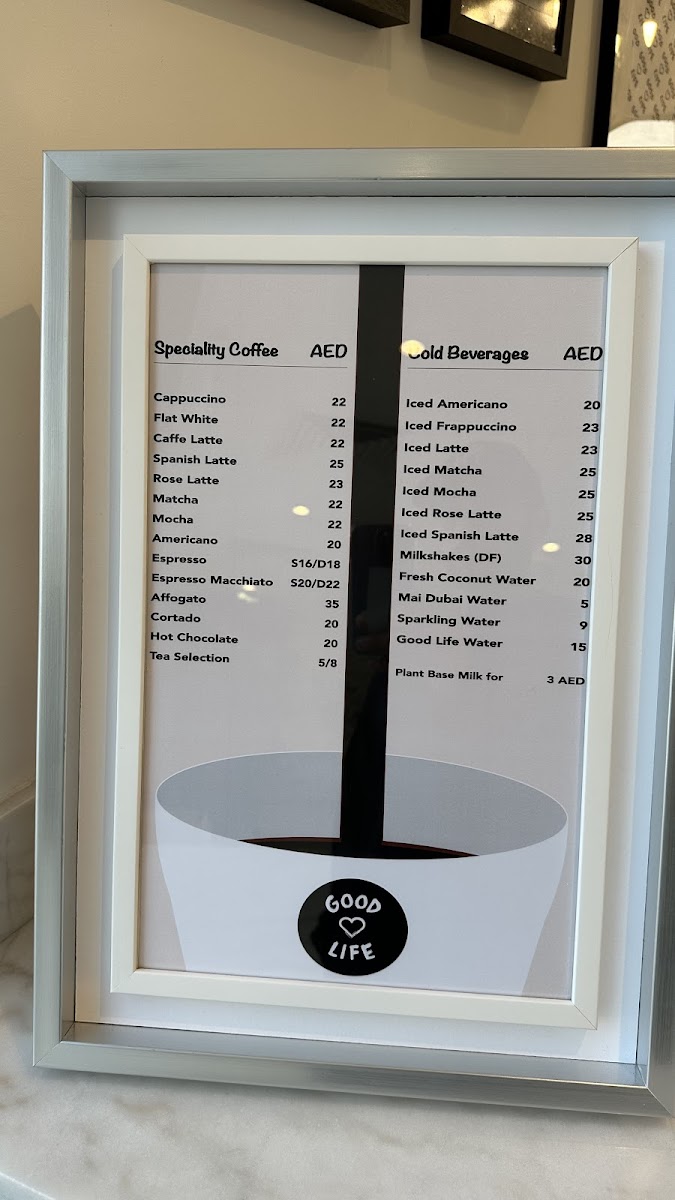 Speciality Coffee AED
Cappuccino 22
Flat White 22
Caffe Latte 22
Spanish Latte 25
Rose Latte 23
Matcha 22
Mocha 22
Americano 20
Espresso S16/D18
Espresso Macchiato S20/D22
Affogato 35
Cortado 20
Hot Chocolate 20
Tea Selection 5/8
Cold Beverages AED
Iced Americano 20
Iced Frappuccino 23
Iced Latte 23
Iced Matcha 25
Iced Mocha 25
Iced Rose Latte 25
Iced Spanish Latte 28
Milkshakes (DF) 30
Fresh Coconut Water 20
Mai Dubai Water 5
Sparkling Water 9
Good Life Water 15
Plant Base Milk for 3 AED
GOOD
LIFE